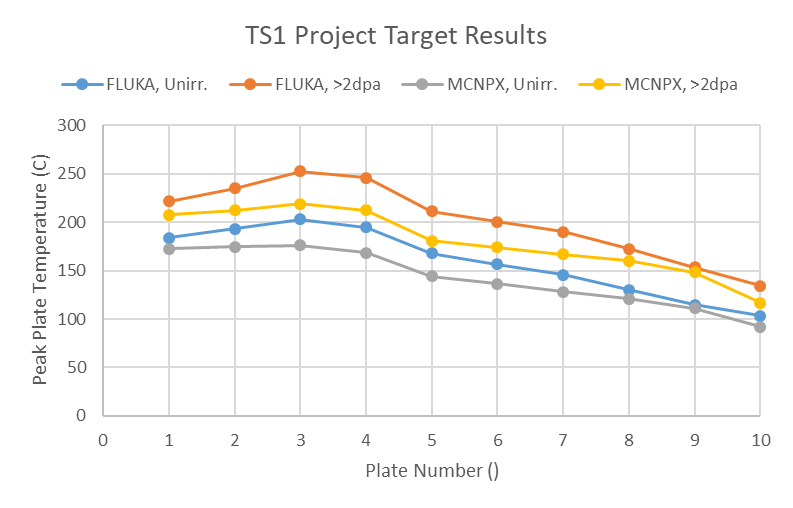 TS1 Project Target Results
FLUKA, Unirr. FLUKA, >2dpa MCNPX, Unirr. MCNPX, >2dpa
300
250
200
150
100
50
0
Peak Plate Temperature (C)
0 1 2 3 4 5 6 7 8 9 10
Plate Number ()